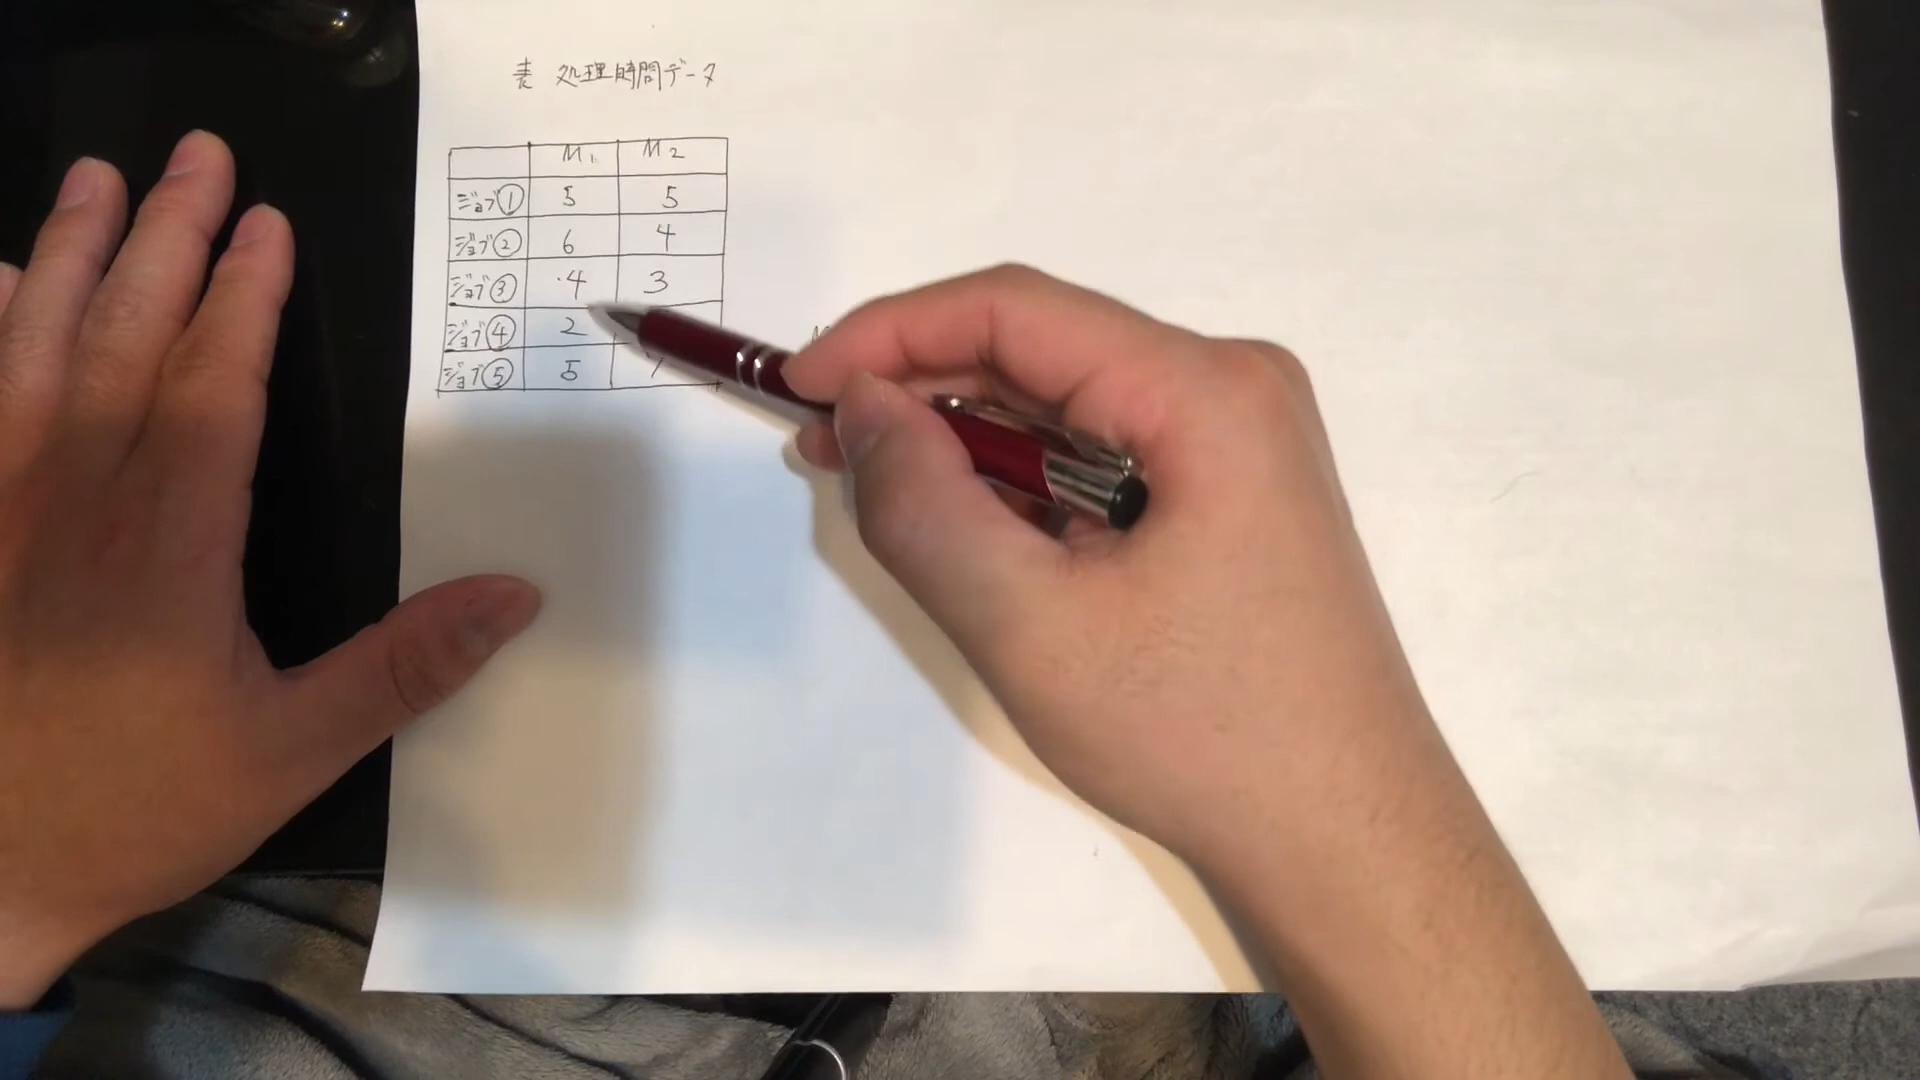 表 処理時間データ
M1 M2
ジョブ① 5 5
ジョブ② 6 4
ジョブ③ 4 3
ジョブ④ 2
ジョブ⑤ 5